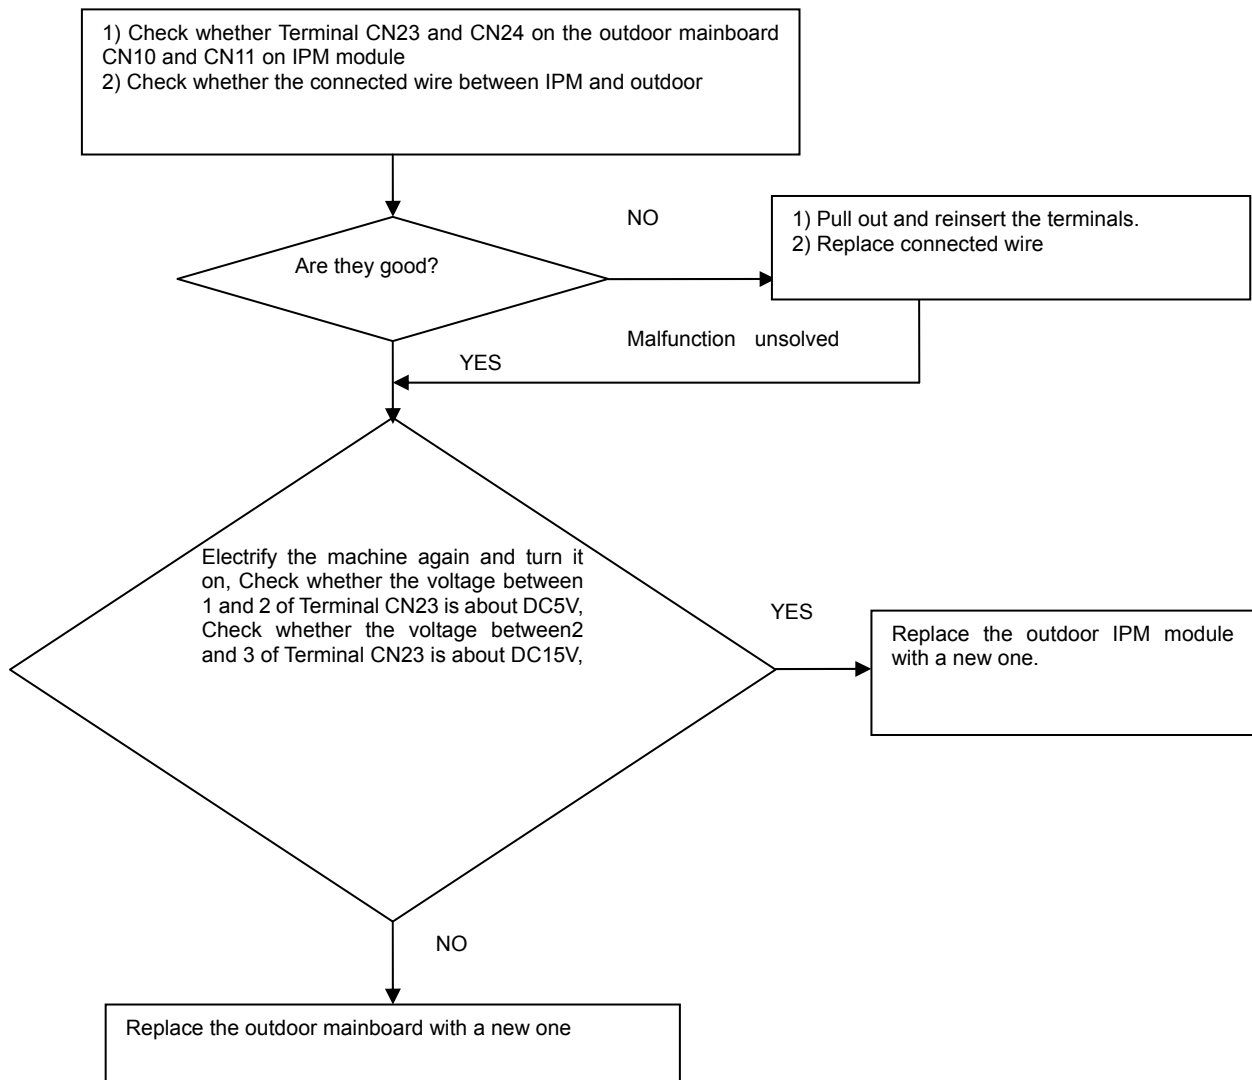 1) Check whether Terminal CN23 and CN24 on the outdoor mainboard
CN10 and CN11 on IPM module
2) Check whether the connected wire between IPM and outdoor
NO
1) Pull out and reinsert the terminals.
2) Replace connected wire
Are they good?
Malfunction unsolved
YES
Electrify the machine again and turn it
on, Check whether the voltage between
1 and 2 of Terminal CN23 is about DC5V,
Check whether the voltage between2
and 3 of Terminal CN23 is about DC15V,
YES
Replace the outdoor IPM module
with a new one.
NO
Replace the outdoor mainboard with a new one